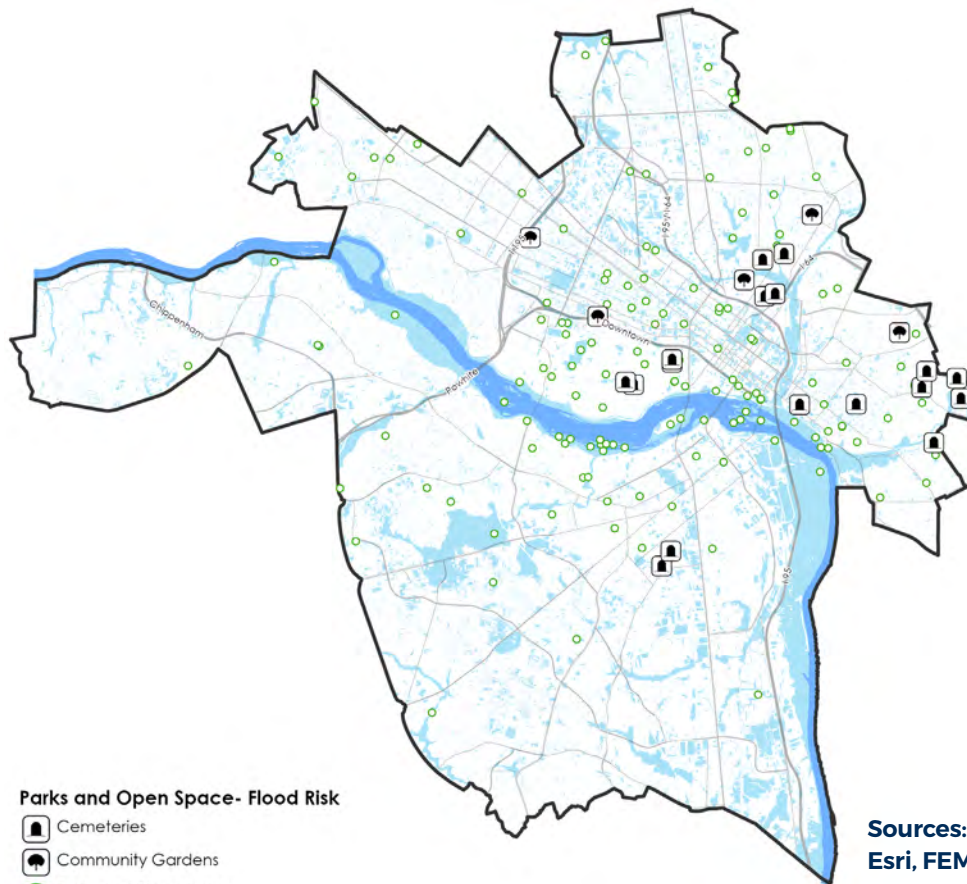 I-95 / I-64
I-95
I-64
Chippenham
Downtown
Powhite
I-95
Parks and Open Space- Flood Risk
Cemeteries
Community Gardens
Sources:
Esri, FEM